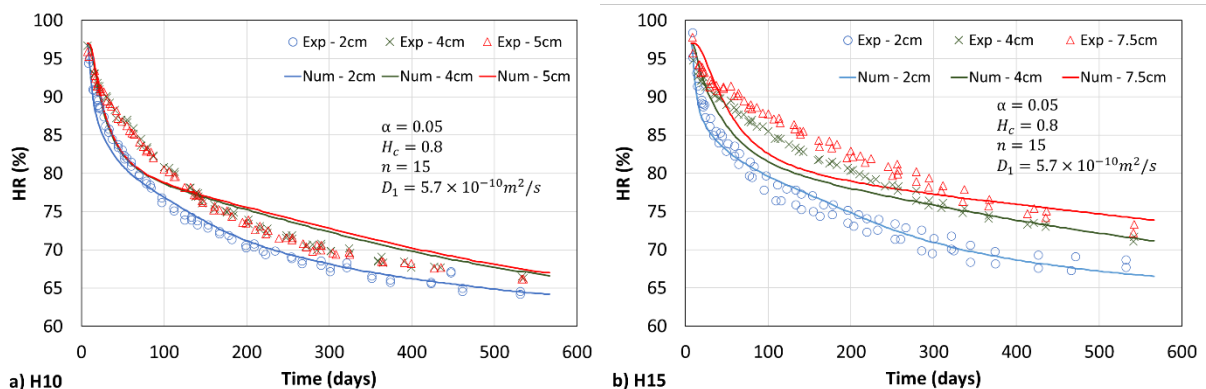 100
95
90
85
80
75
70
65
60
HR (%)
Exp - 2cm Exp - 4cm Exp - 5cm
Num - 2cm Num - 4cm Num - 5cm
α = 0.05
H_c = 0.8
n = 15
D_1 = 5.7 × 10^{-10} m^2/s
0 100 200 300 400 500 600
Time (days)
a) H10
100
95
90
85
80
75
70
65
60
HR (%)
Exp - 2cm Exp - 4cm Exp - 7.5cm
Num - 2cm Num - 4cm Num - 7.5cm
α = 0.05
H_c = 0.8
n = 15
D_1 = 5.7 × 10^{-10} m^2/s
0 100 200 300 400 500 600
Time (days)
b) H15